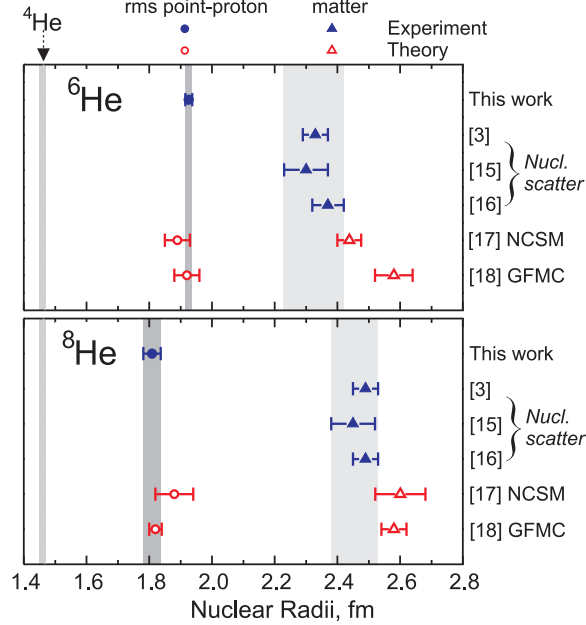 rms point-proton matter
⁴He
Experiment
Theory
⁶He
This work
[3]
[15] Nucl.
scatter
[16]
[17] NCSM
[18] GFMC
⁸He
This work
[3]
[15] Nucl.
scatter
[16]
[17] NCSM
[18] GFMC
1.4 1.6 1.8 2.0 2.2 2.4 2.6 2.8
Nuclear Radii, fm